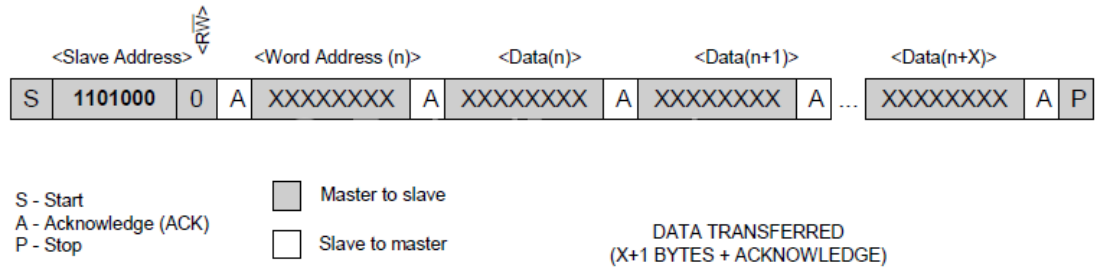 <RW>
<Slave Address> <Word Address (n)> <Data(n)> <Data(n+1)> <Data(n+X)>
S 1101000 0 A XXXXXXXX A XXXXXXXX A XXXXXXXX A ... XXXXXXXX A P
S - Start
A - Acknowledge (ACK)
P - Stop
Master to slave
Slave to master
DATA TRANSFERRED
(X+1 BYTES + ACKNOWLEDGE)